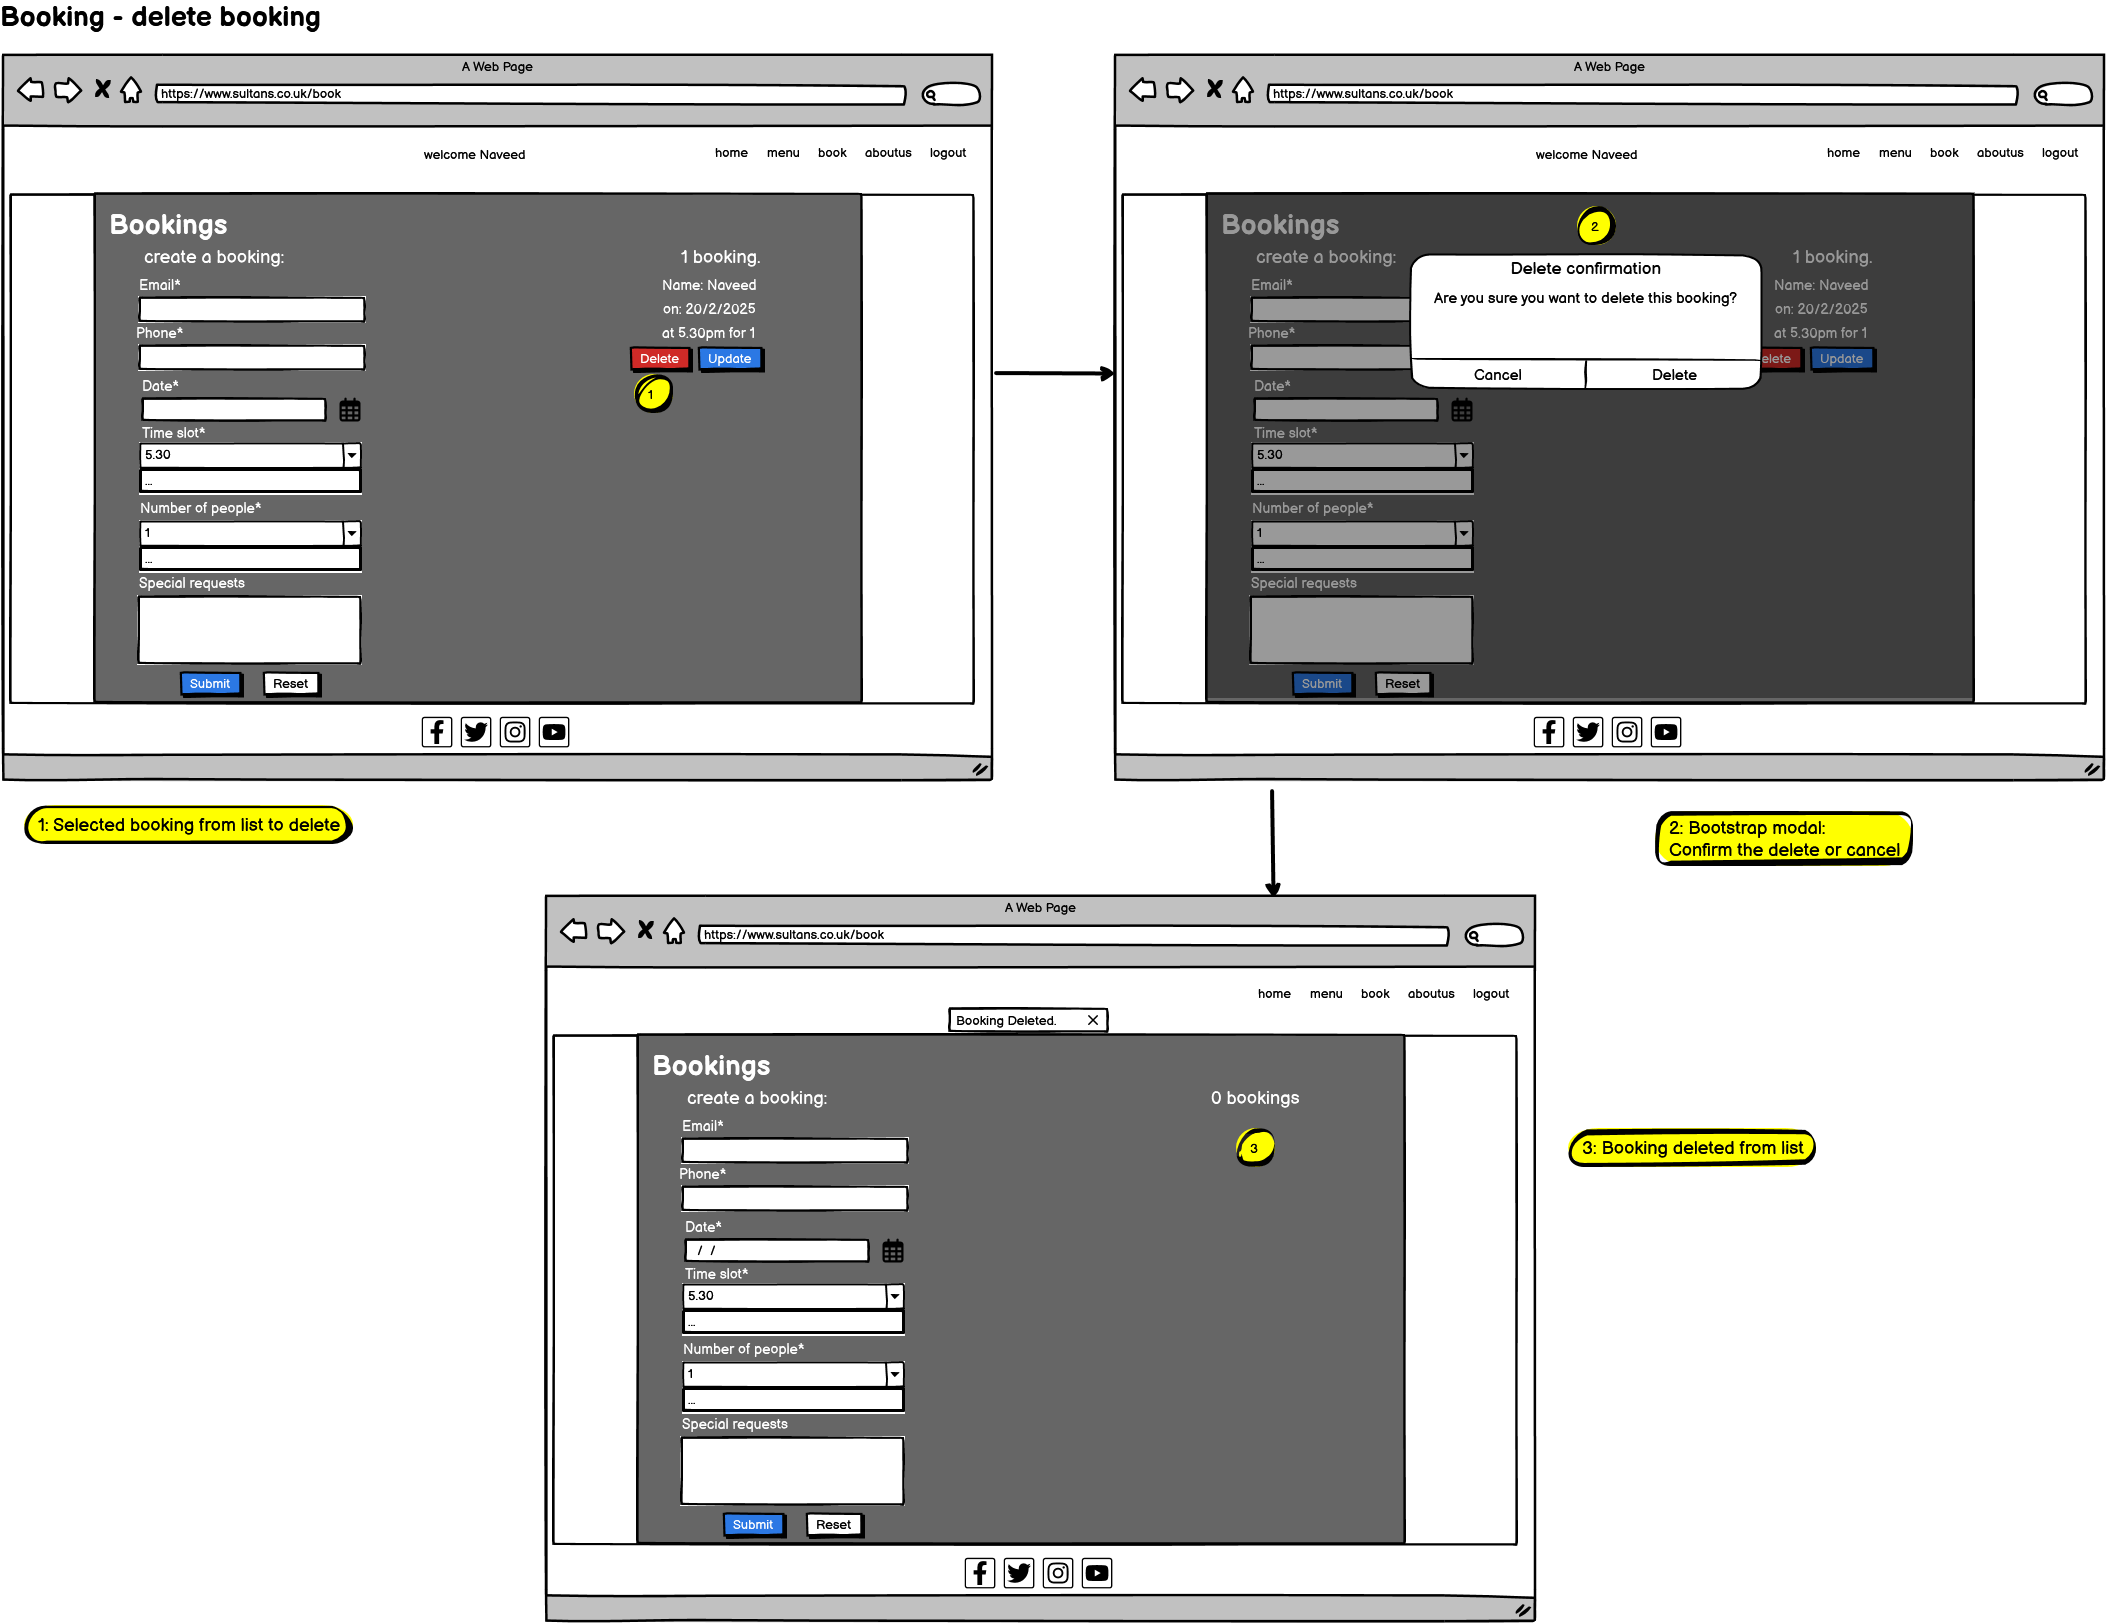 Booking - delete booking
A Web Page
https://www.sultans.co.uk/book
welcome Naveed
home menu book aboutus logout
Bookings
create a booking:
Email*
Phone*
Date*
Time slot*
5.30
...
Number of people*
1
...
Special requests
Submit Reset
1 booking.
Name: Naveed
on: 20/2/2025
at 5.30pm for 1
Delete Update
1
1: Selected booking from list to delete
A Web Page
https://www.sultans.co.uk/book
welcome Naveed
home menu book aboutus logout
Bookings
2
create a booking:
Email*
Phone*
Date*
Time slot*
5.30
...
Number of people*
1
...
Special requests
Submit Reset
Delete confirmation
Are you sure you want to delete this booking?
Cancel Delete
1 booking.
Name: Naveed
on: 20/2/2025
at 5.30pm for 1
elete Update
2: Bootstrap modal:
Confirm the delete or cancel
A Web Page
https://www.sultans.co.uk/book
home menu book aboutus logout
Booking Deleted.
Bookings
create a booking:
Email*
Phone*
Date*
/ /
Time slot*
5.30
...
Number of people*
1
...
Special requests
Submit Reset
0 bookings
3
3: Booking deleted from list